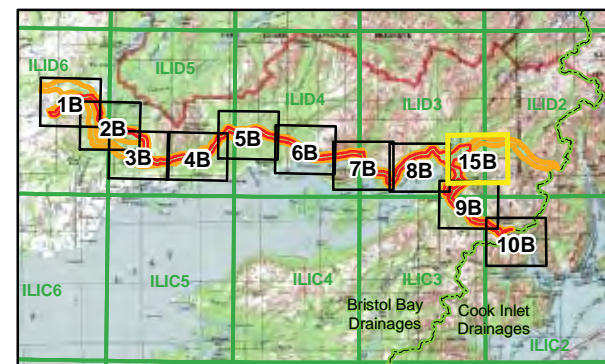 ILID6
ILID5
ILID4
ILID3
ILID2
1B
2B
3B
4B
5B
6B
7B
8B
15B
9B
10B
ILIC6
ILIC5
ILIC4
ILIC3
ILIC2
Bristol Bay
Drainages
Cook Inlet
Drainages